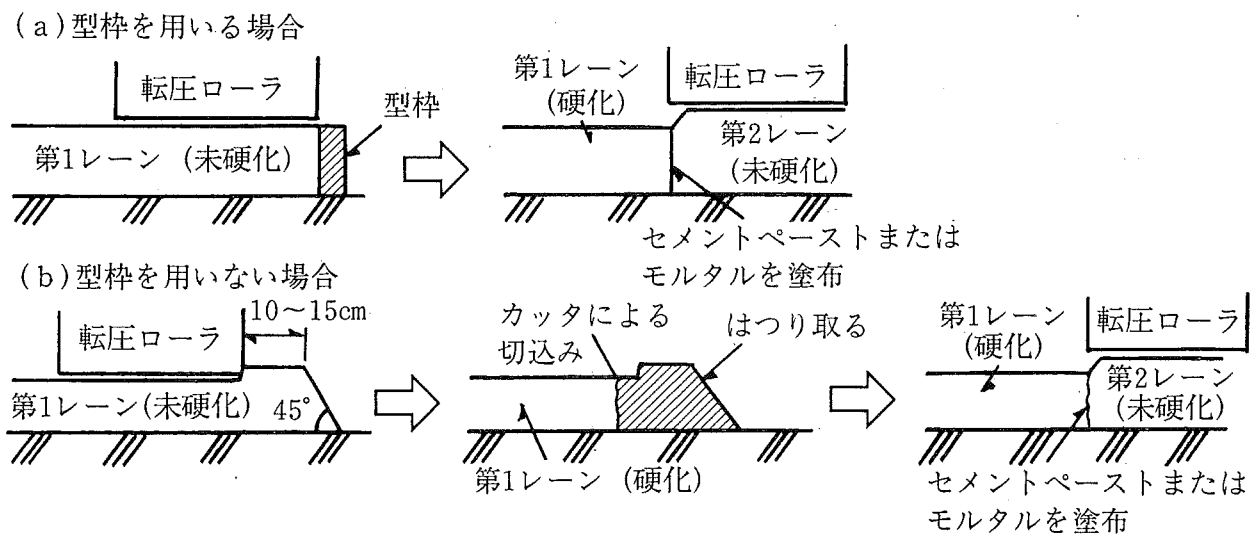 (a)型枠を用いる場合
転圧ローラ
型枠
第1レーン (未硬化)
第1レーン
(硬化)
転圧ローラ
第2レーン
(未硬化)
セメントペーストまたは
モルタルを塗布
(b)型枠を用いない場合
10～15cm
転圧ローラ
第1レーン(未硬化)
45°
カッタによる
切込み
はつり取る
第1レーン (硬化)
第1レーン
(硬化)
転圧ローラ
第2レーン
(未硬化)
セメントペーストまたは
モルタルを塗布